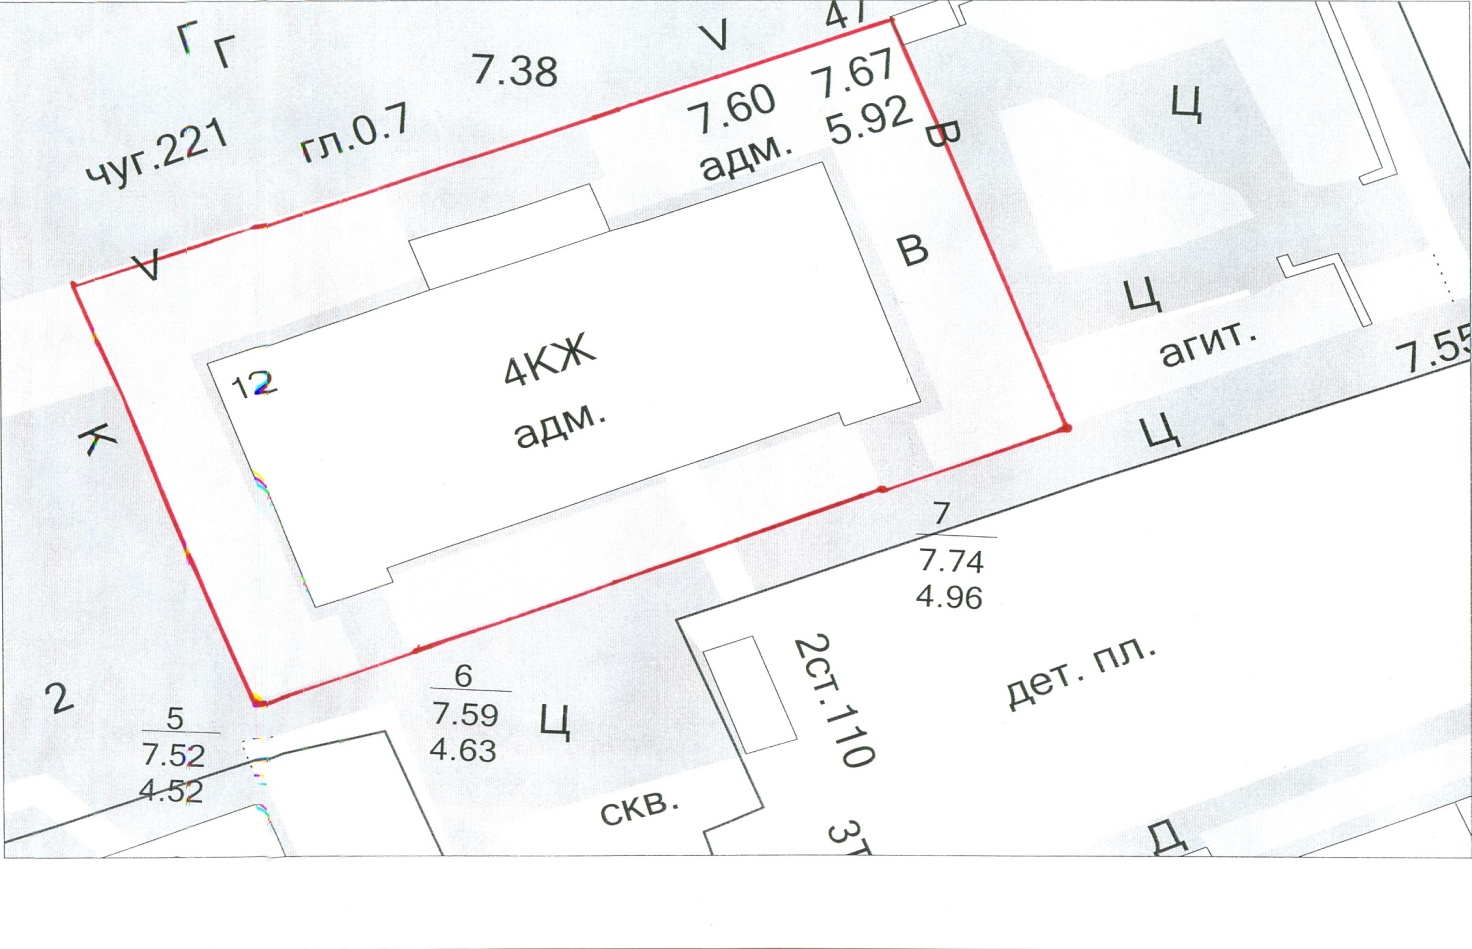 Г
Г
V
47
7.38
7.67
7.60
5.92
чуг.221
гл.0.7
адм.
В
Ц
В
V
Ц
агит.
7.55
4КЖ
12
адм.
К
Ц
7
7.74
4.96
2
5
7.52
4.52
6
7.59
4.63
Ц
2ст.110
дет. пл.
скв.
Д